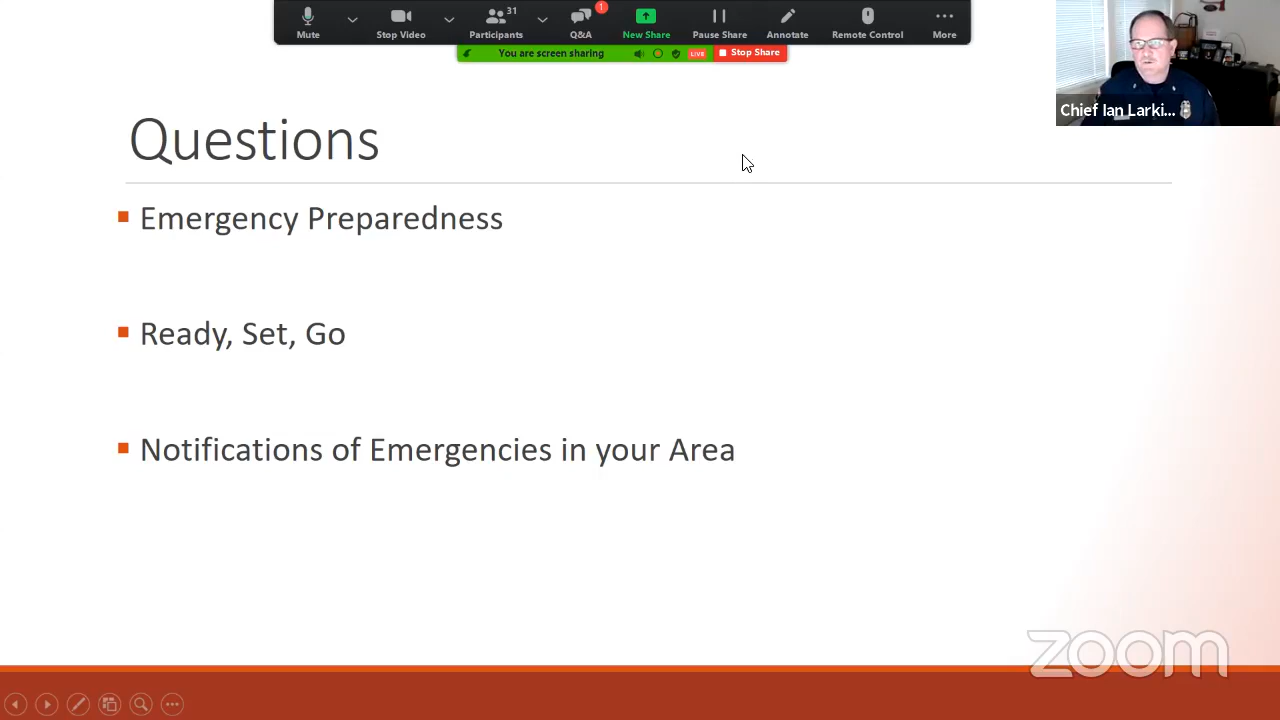 31
1
Mute
Stop Video
Participants
Q&A
New Share
Pause Share
Annotate
Remote Control
More
You are screen sharing
LIVE
Stop Share
Chief Ian Larki...
Questions
Emergency Preparedness
Ready, Set, Go
Notifications of Emergencies in your Area
zoom